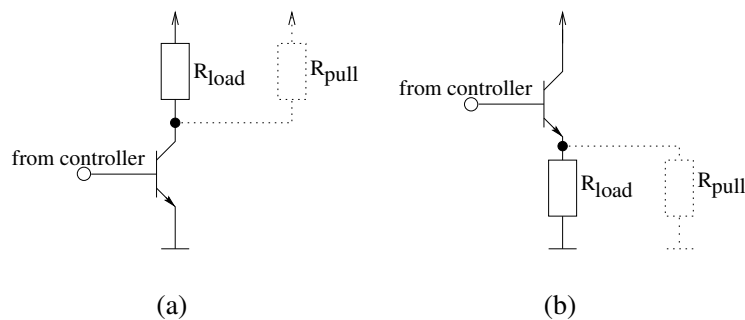 R_load
R_pull
from controller
(a)
from controller
R_load
R_pull
(b)